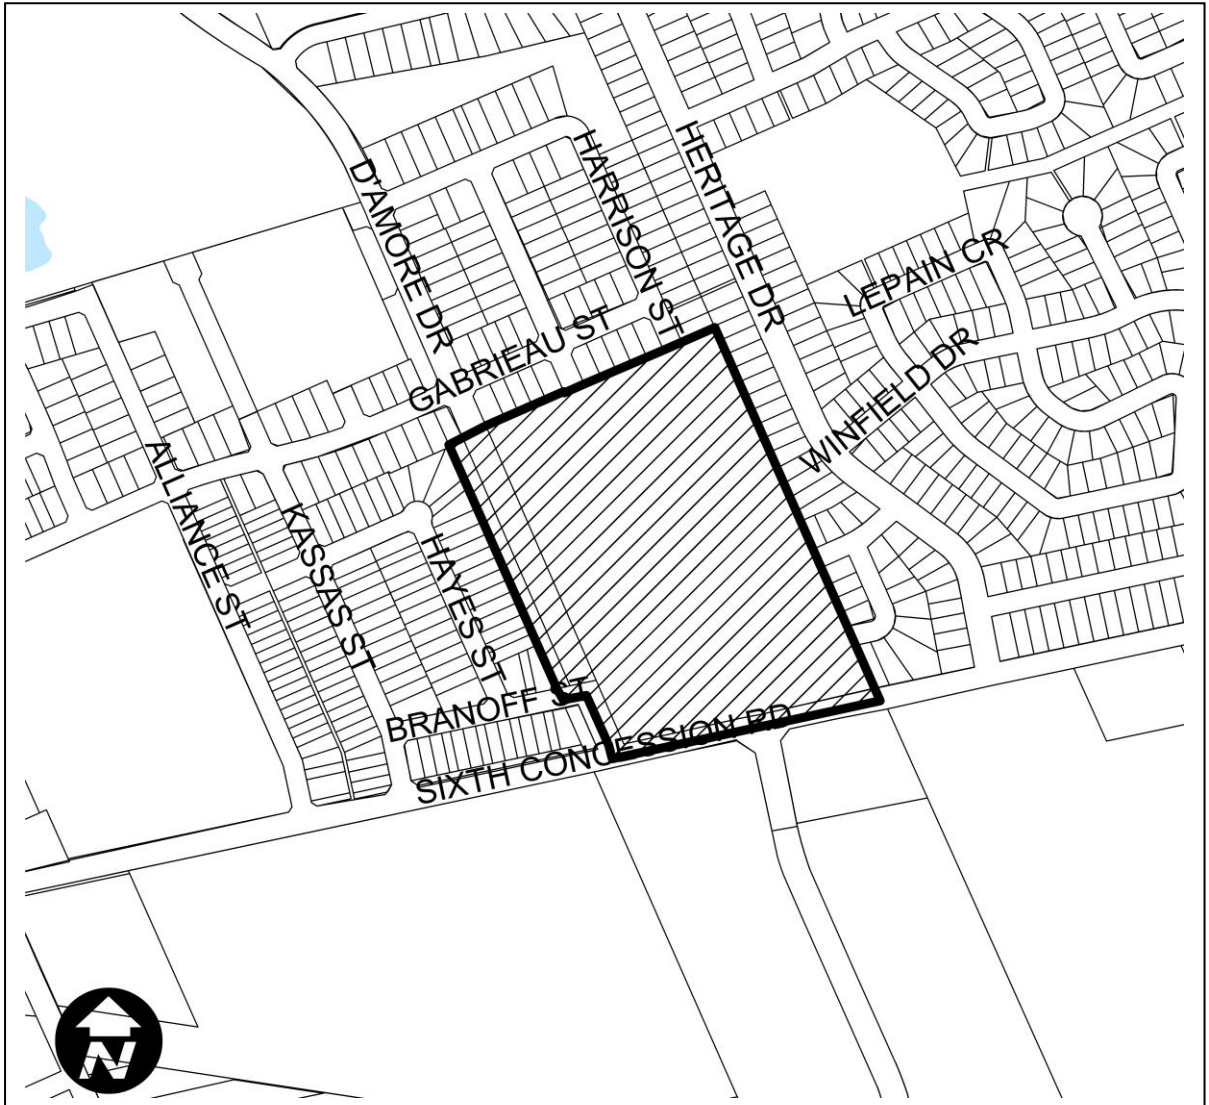 HARRISON ST
HERITAGE DR
D'AMORE DR
LEPAIN CR
GABRIEAU ST
WINFIELD DR
ALLIANCE ST
KASSAS ST
HAYES ST
BRANOFF ST
SIXTH CONCESSION RD
N